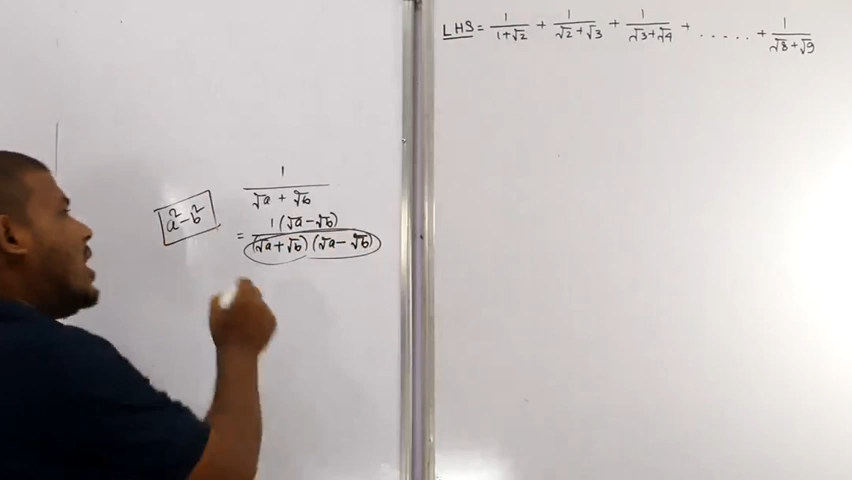 1
√a + √b
a² - b²
= 1(√a - √b)
(√a + √b) (√a - √b)
LHS = 1/(1+√2) + 1/(√2+√3) + 1/(√3+√4) + ..... + 1/(√8+√9)